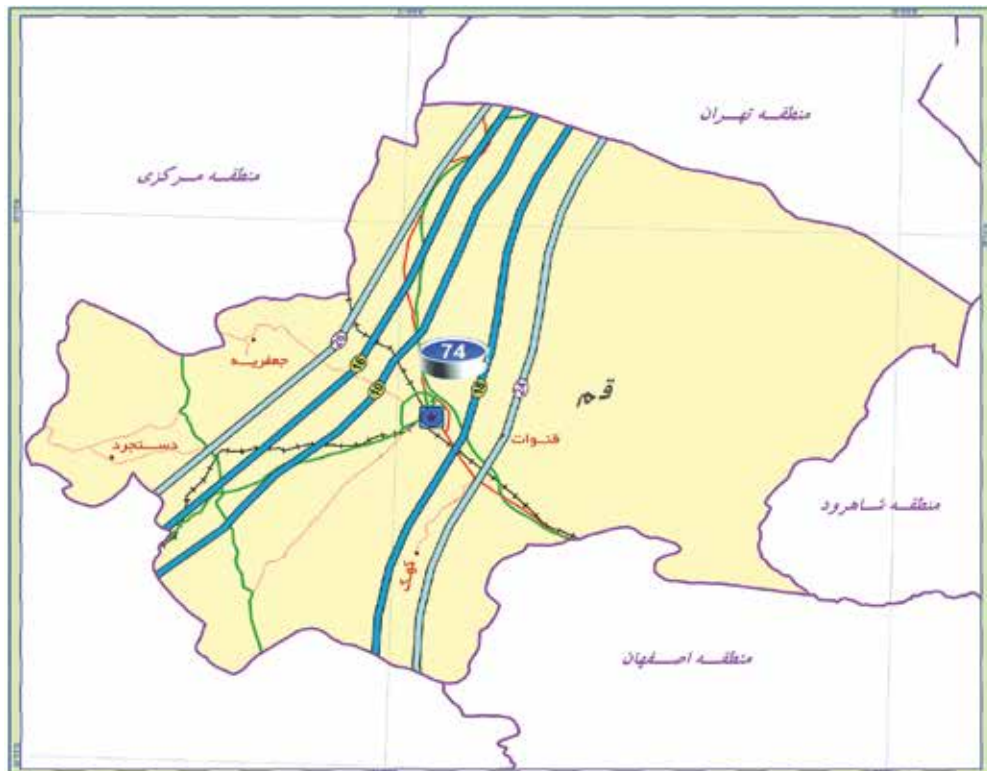 منطقه تهران
منطقه مرکزی
جعفریه
74
قم
دستجرد
قنوات
منطقه شاهرود
کهک
منطقه اصفهان